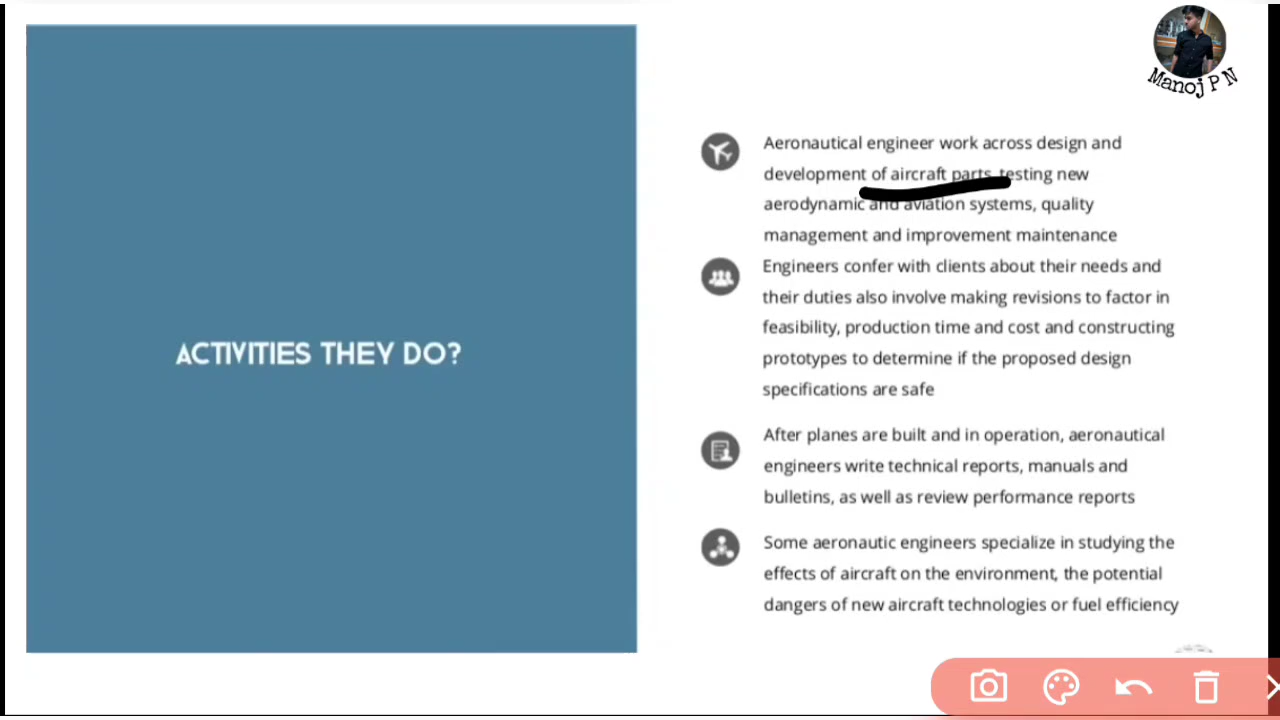 Manoj P N
Aeronautical engineer work across design and
development of aircraft parts, testing new
aerodynamic and aviation systems, quality
management and improvement maintenance
Engineers confer with clients about their needs and
their duties also involve making revisions to factor in
feasibility, production time and cost and constructing
prototypes to determine if the proposed design
specifications are safe
ACTIVITIES THEY DO?
After planes are built and in operation, aeronautical
engineers write technical reports, manuals and
bulletins, as well as review performance reports
Some aeronautic engineers specialize in studying the
effects of aircraft on the environment, the potential
dangers of new aircraft technologies or fuel efficiency